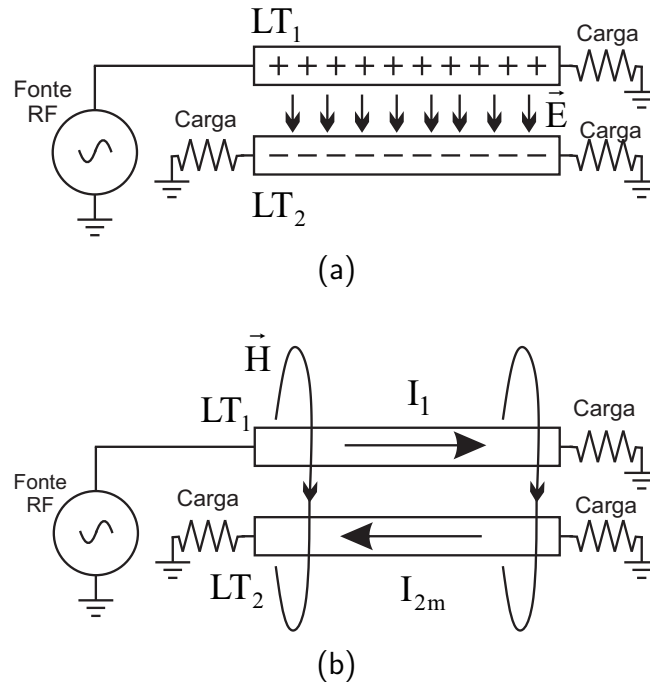 LT₁
Carga
+ + + + + + + + +
Fonte
RF
E⃗
Carga
Carga
− − − − − − − − − −
LT₂
(a)
H⃗
I₁
LT₁
Carga
Fonte
RF
Carga
Carga
LT₂
I₂ₘ
(b)